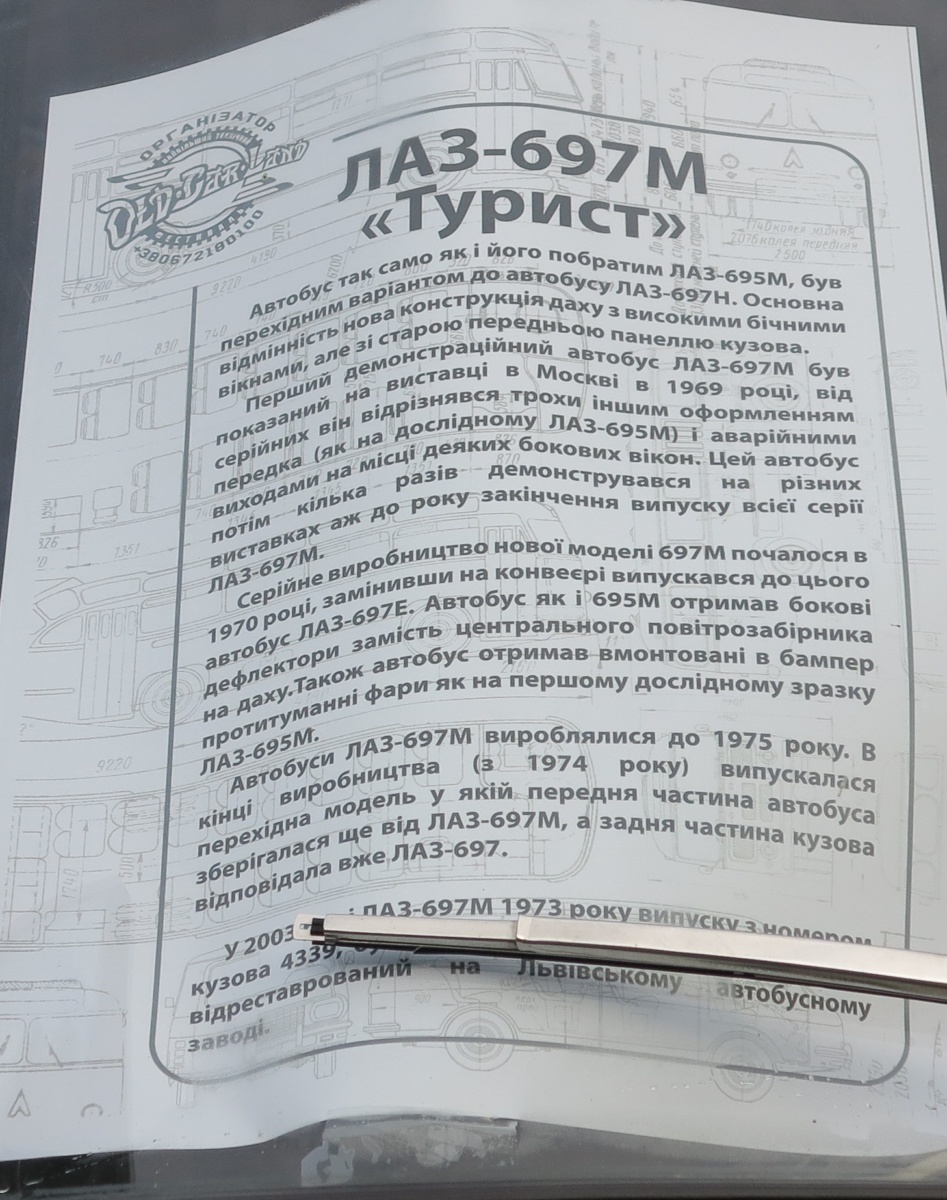 ОРГАНІЗАТОР
OLD CAR LAND
+380672180100
ЛАЗ-697М
«Турист»
Автобус так само як і його побратим ЛАЗ-695М, був
перехідним варіантом до автобусу ЛАЗ-697Н. Основна
відмінність нова конструкція даху з високими бічними
вікнами, але зі старою передньою панеллю кузова.
Перший демонстраційний автобус ЛАЗ-697М був
показаний на виставці в Москві в 1969 році, від
серійних він відрізнявся трохи іншим оформленням
передка (як на дослідному ЛАЗ-695М) і аварійними
виходами на місці деяких бокових вікон. Цей автобус
потім кілька разів демонструвався на різних
виставках аж до року закінчення випуску всієї серії
ЛАЗ-697М.
Серійне виробництво нової моделі 697М почалося в
1970 році, замінивши на конвеєрі випускався до цього
автобус ЛАЗ-697Е. Автобус як і 695М отримав бокові
дефлектори замість центрального повітрозабірника
на даху.Також автобус отримав вмонтовані в бампер
протитуманні фари як на першому дослідному зразку
ЛАЗ-695М.
Автобуси ЛАЗ-697М вироблялися до 1975 року. В
кінці виробництва (з 1974 року) випускалася
перехідна модель у якій передня частина автобуса
зберігалася ще від ЛАЗ-697М, а задня частина кузова
відповідала вже ЛАЗ-697.
У 2003 ЛАЗ-697М 1973 року випуску з номером
кузова 4339,
відреставрований на Львівському автобусному
заводі.